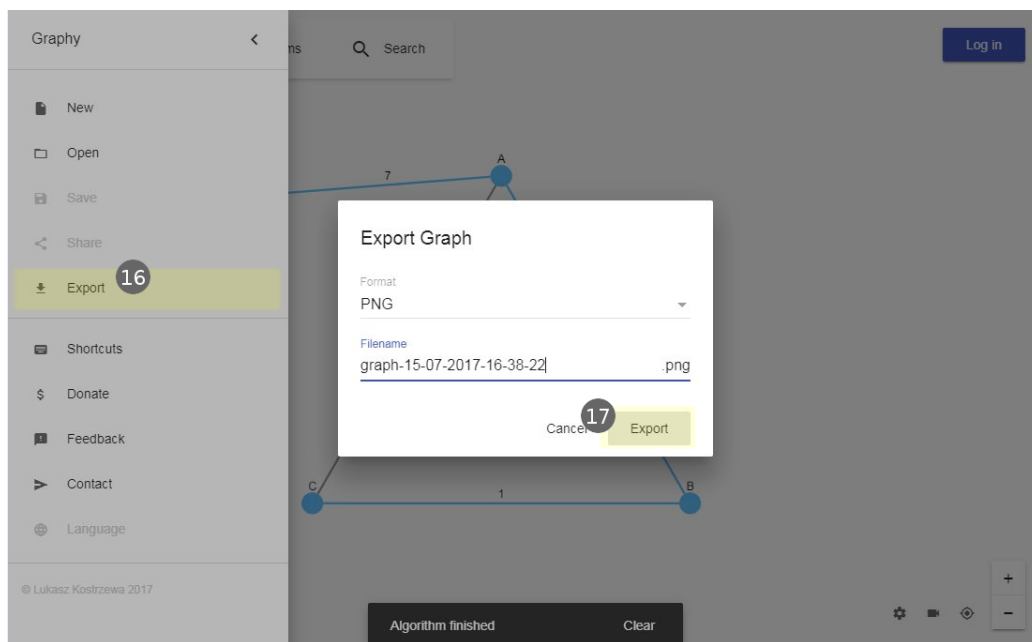 Graphy
ms
Search
Log in
New
Open
Save
Share
Export
16
Shortcuts
Donate
Feedback
Contact
Language
© Lukasz Kostrzewa 2017
A
7
Export Graph
Format
PNG
Filename
graph-15-07-2017-16-38-22
.png
Cancel
17
Export
C
1
B
Algorithm finished
Clear
+
−